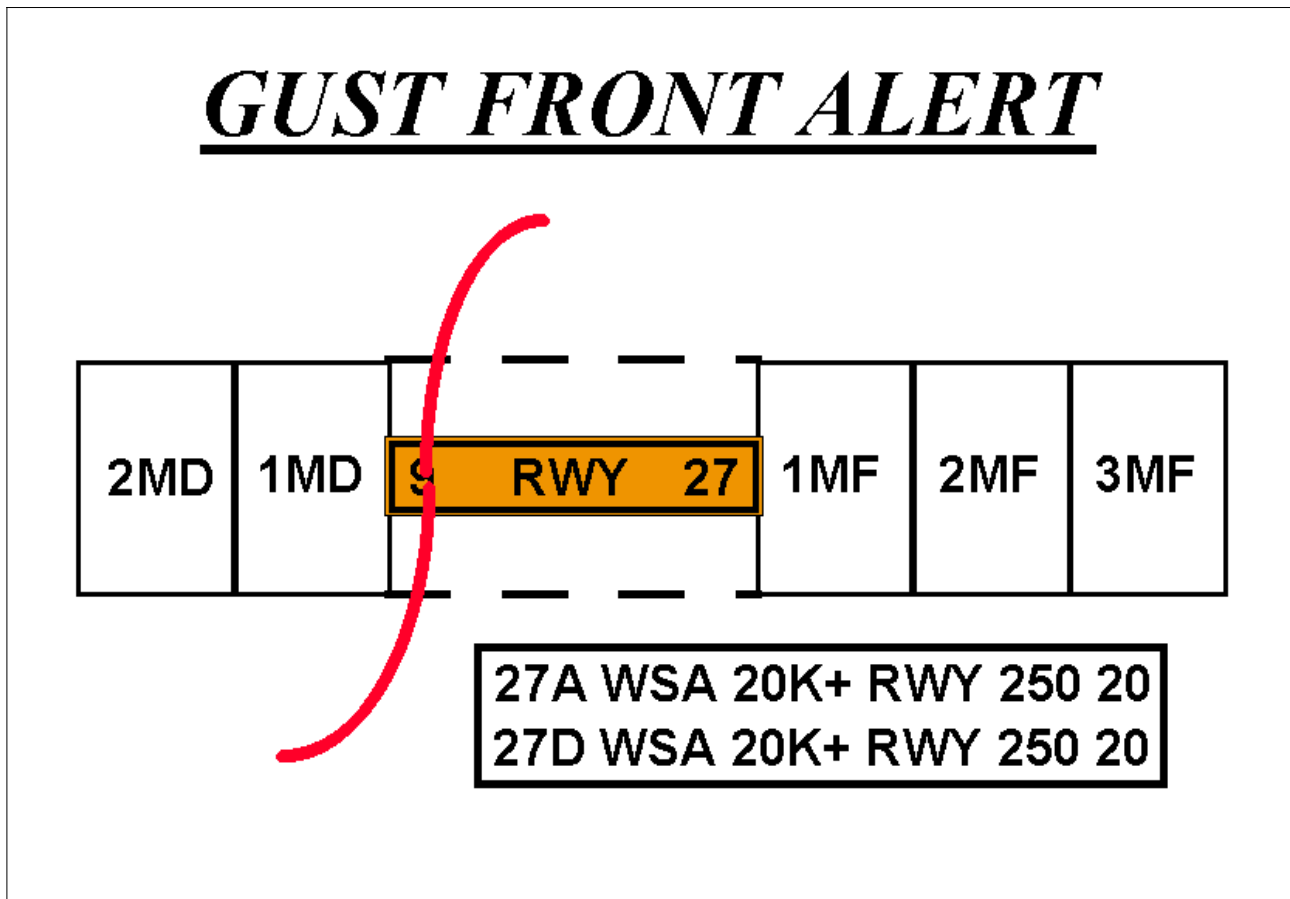 GUST FRONT ALERT
2MD 1MD 9 RWY 27 1MF 2MF 3MF
27A WSA 20K+ RWY 250 20
27D WSA 20K+ RWY 250 20